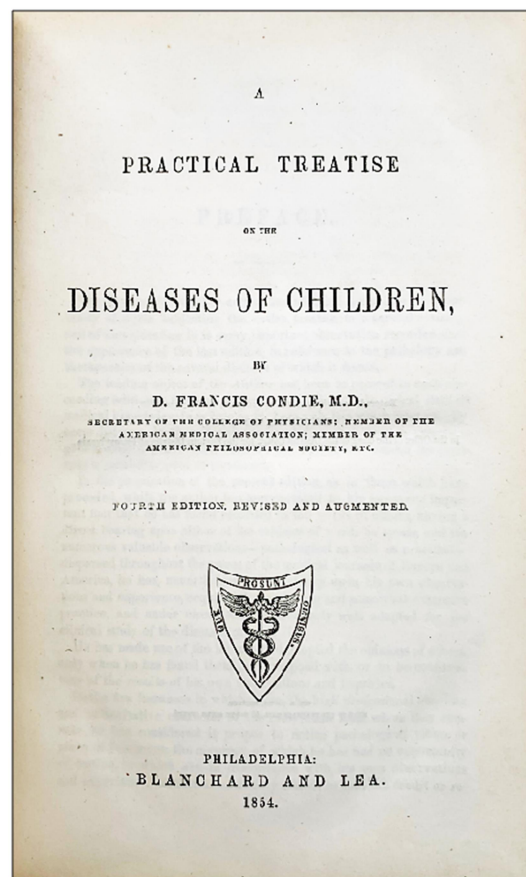 A
PRACTICAL TREATISE
ON THE
DISEASES OF CHILDREN,
BY
D. FRANCIS CONDIE, M.D.,
SECRETARY OF THE COLLEGE OF PHYSICIANS; MEMBER OF THE
AMERICAN MEDICAL ASSOCIATION; MEMBER OF THE
AMERICAN PHILOSOPHICAL SOCIETY, ETC.
FOURTH EDITION, REVISED AND AUGMENTED.
QUÆ PROSUNT OMNIBUS.
PHILADELPHIA:
BLANCHARD AND LEA.
1854.